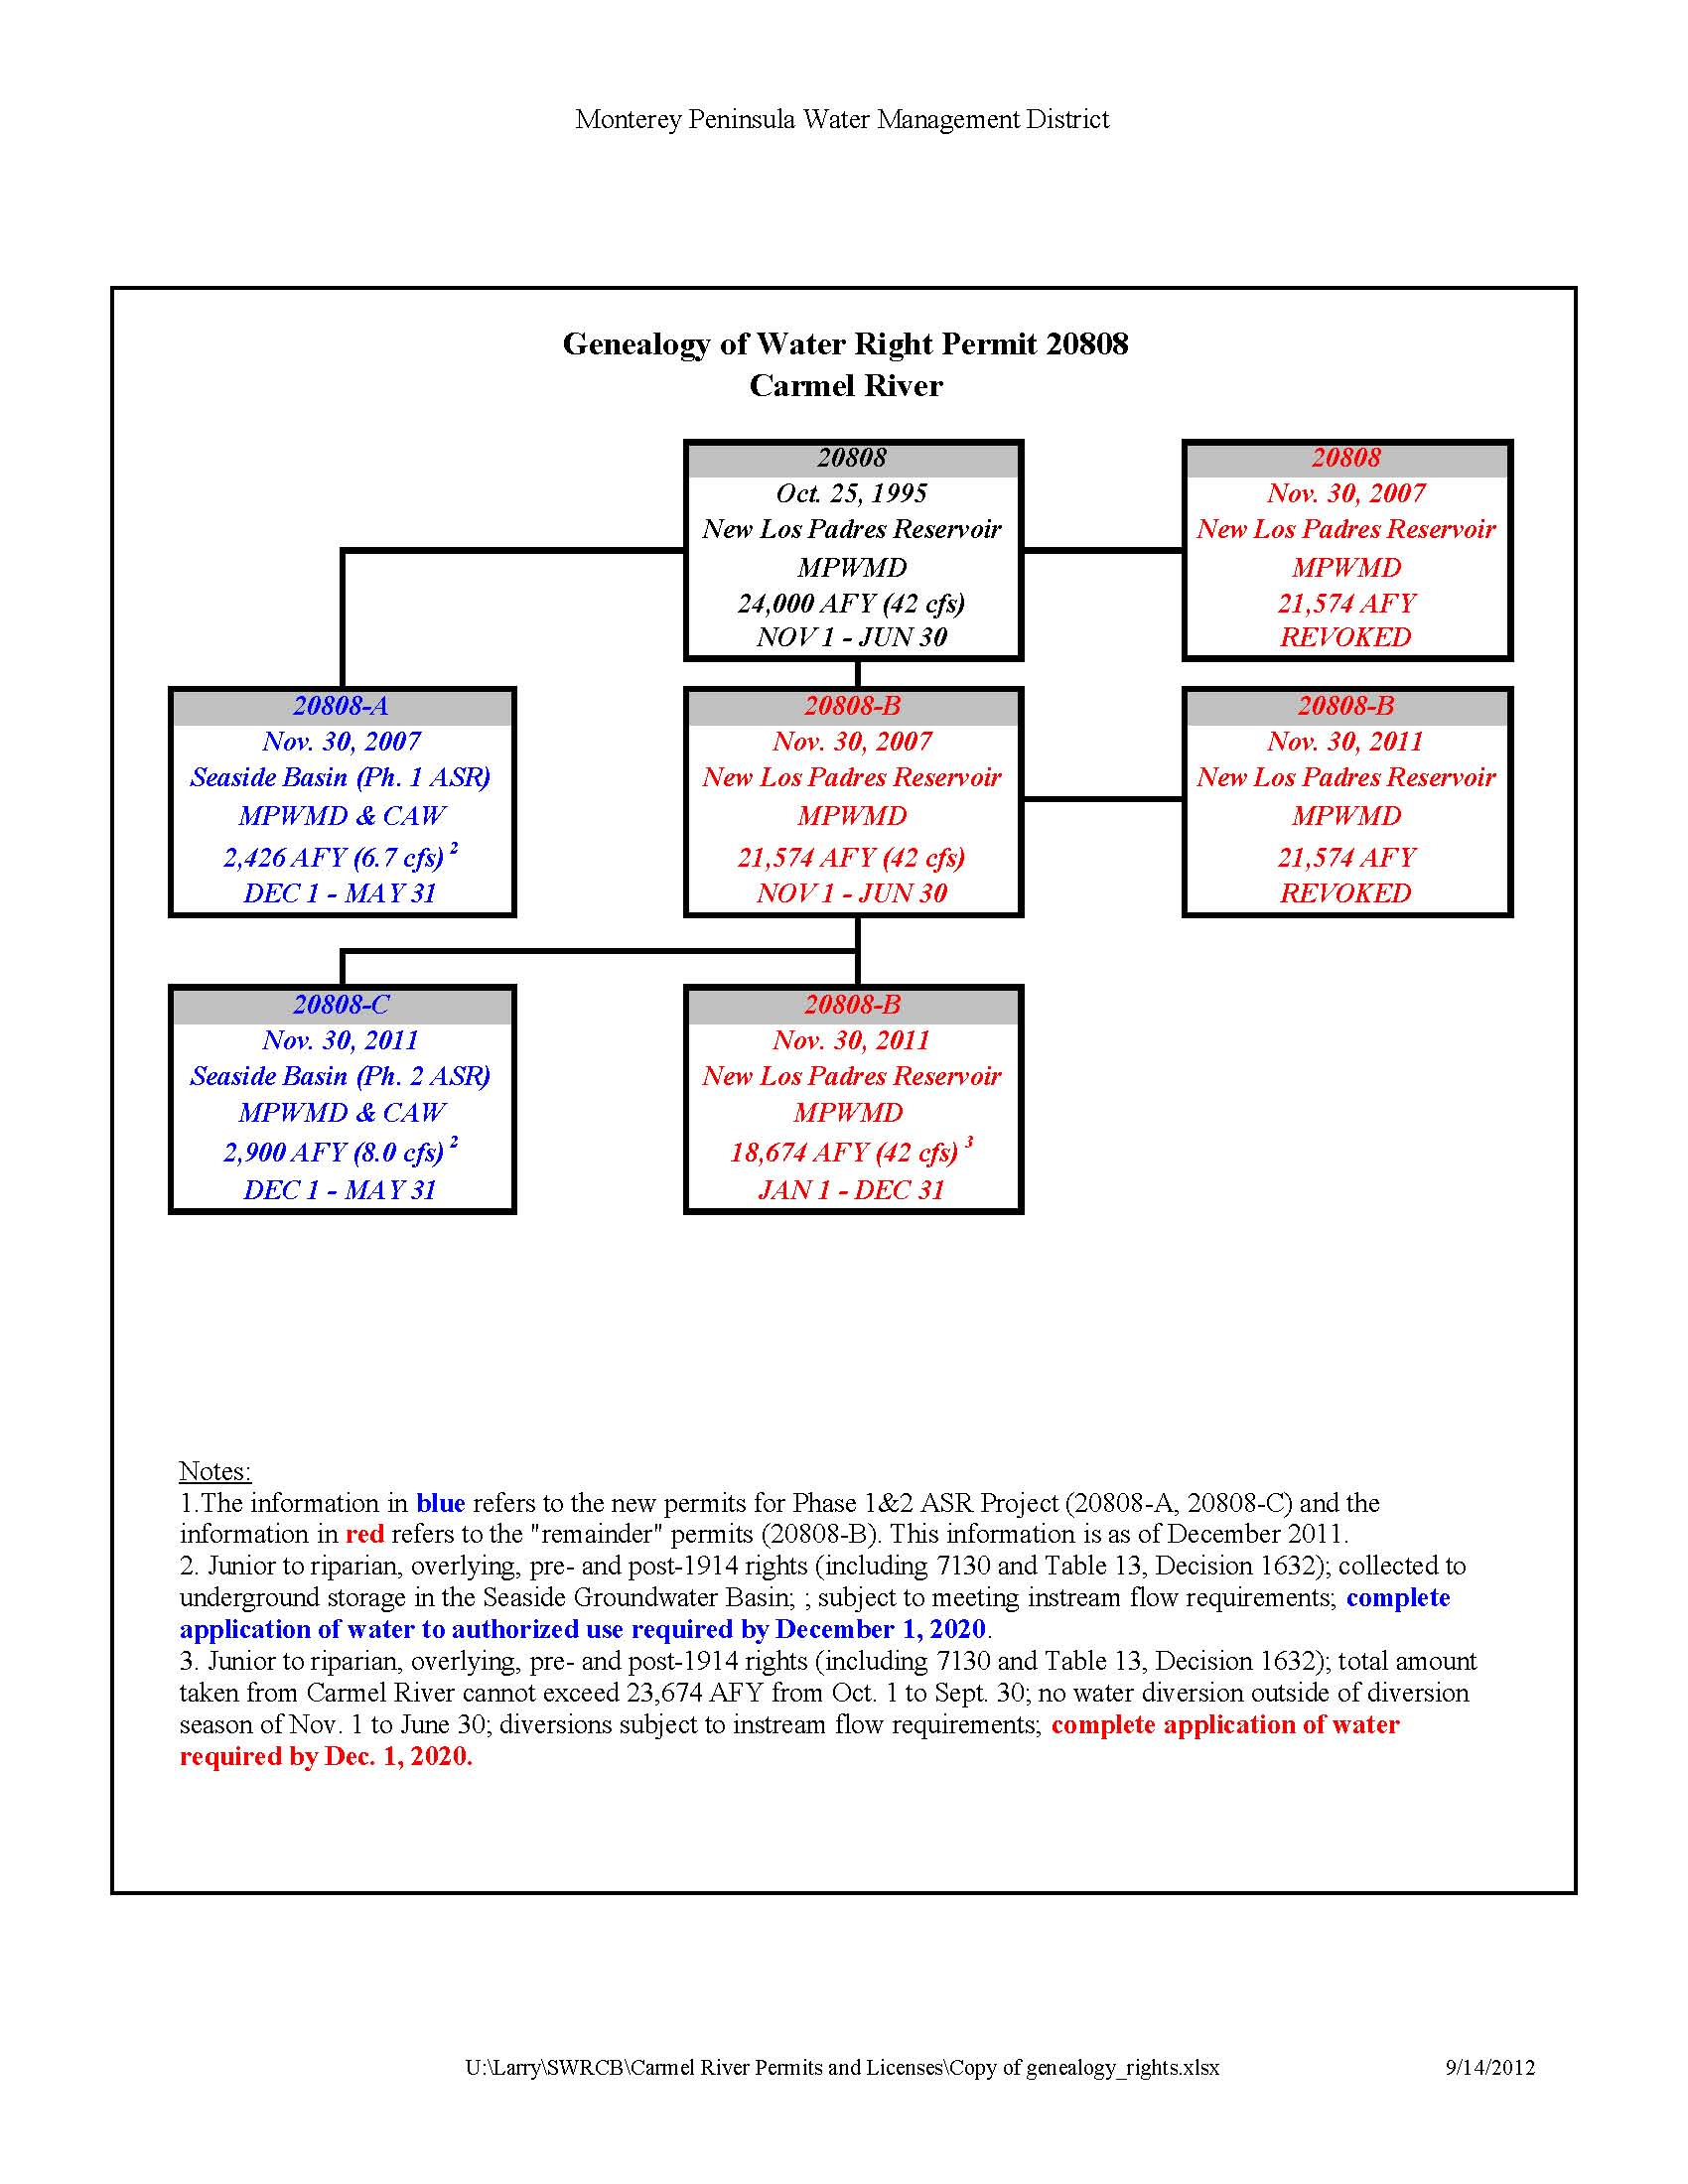 Monterey Peninsula Water Management District
Genealogy of Water Right Permit 20808
Carmel River
20808
Oct. 25, 1995
New Los Padres Reservoir
MPWMD
24,000 AFY (42 cfs)
NOV 1 - JUN 30
20808
Nov. 30, 2007
New Los Padres Reservoir
MPWMD
21,574 AFY
REVOKED
20808-A
Nov. 30, 2007
Seaside Basin (Ph. 1 ASR)
MPWMD & CAW
2,426 AFY (6.7 cfs) 2
DEC 1 - MAY 31
20808-B
Nov. 30, 2007
New Los Padres Reservoir
MPWMD
21,574 AFY (42 cfs)
NOV 1 - JUN 30
20808-B
Nov. 30, 2011
New Los Padres Reservoir
MPWMD
21,574 AFY
REVOKED
20808-C
Nov. 30, 2011
Seaside Basin (Ph. 2 ASR)
MPWMD & CAW
2,900 AFY (8.0 cfs) 2
DEC 1 - MAY 31
20808-B
Nov. 30, 2011
New Los Padres Reservoir
MPWMD
18,674 AFY (42 cfs) 3
JAN 1 - DEC 31
Notes:
1.The information in blue refers to the new permits for Phase 1&2 ASR Project (20808-A, 20808-C) and the
information in red refers to the "remainder" permits (20808-B). This information is as of December 2011.
2. Junior to riparian, overlying, pre- and post-1914 rights (including 7130 and Table 13, Decision 1632); collected to
underground storage in the Seaside Groundwater Basin; ; subject to meeting instream flow requirements; complete
application of water to authorized use required by December 1, 2020.
3. Junior to riparian, overlying, pre- and post-1914 rights (including 7130 and Table 13, Decision 1632); total amount
taken from Carmel River cannot exceed 23,674 AFY from Oct. 1 to Sept. 30; no water diversion outside of diversion
season of Nov. 1 to June 30; diversions subject to instream flow requirements; complete application of water
required by Dec. 1, 2020.
U:\Larry\SWRCB\Carmel River Permits and Licenses\Copy of genealogy_rights.xlsx
9/14/2012